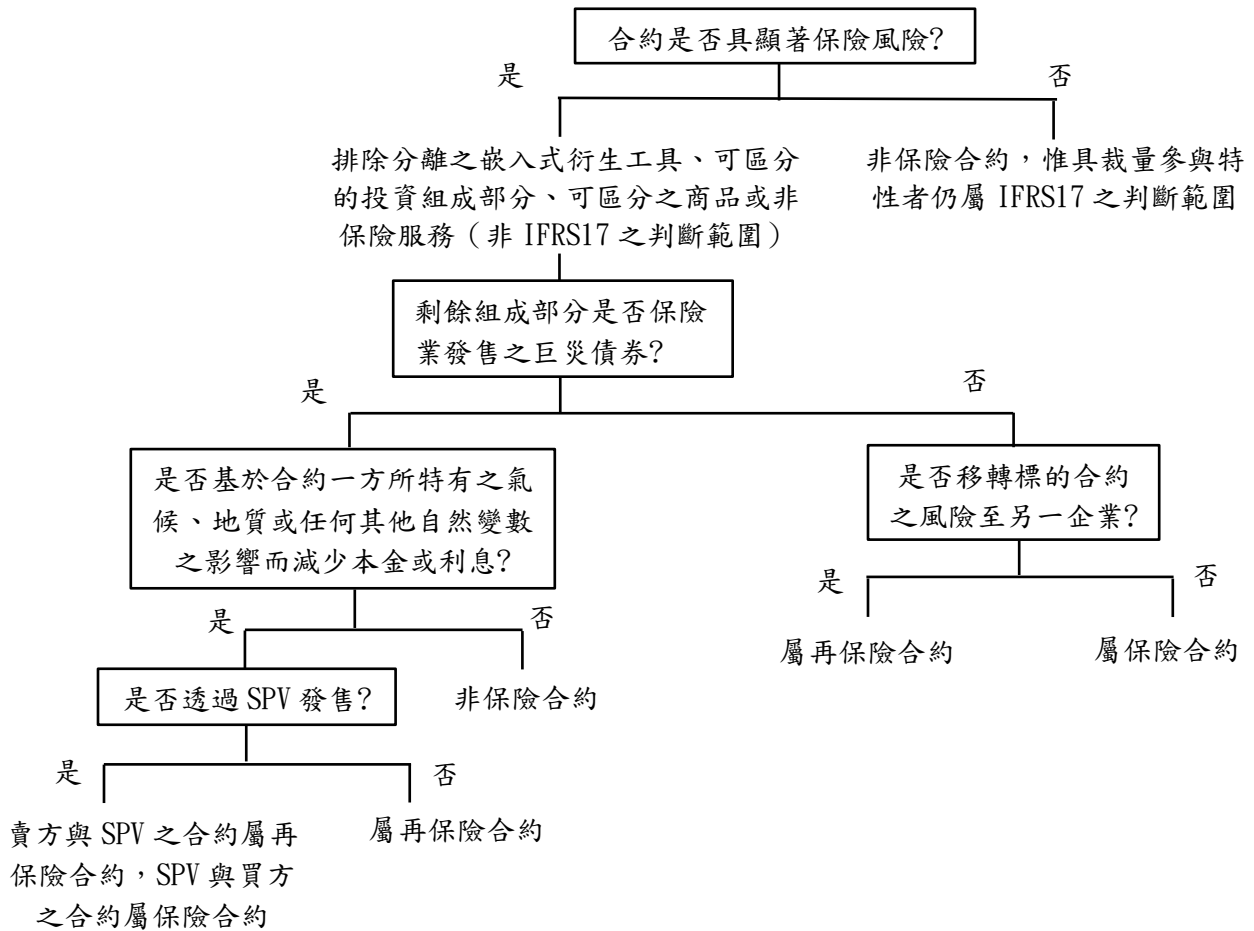 合約是否具顯著保險風險?
是
否
排除分離之嵌入式衍生工具、可區分
的投資組成部分、可區分之商品或非
保險服務（非 IFRS17 之判斷範圍）
非保險合約，惟具裁量參與特
性者仍屬 IFRS17 之判斷範圍
剩餘組成部分是否保險
業發售之巨災債券?
是
否
是否基於合約一方所特有之氣
候、地質或任何其他自然變數
之影響而減少本金或利息?
是否移轉標的合約
之風險至另一企業?
是
否
是
否
屬再保險合約
屬保險合約
是否透過 SPV 發售?
非保險合約
是
否
賣方與 SPV 之合約屬再
保險合約，SPV 與買方
之合約屬保險合約
屬再保險合約